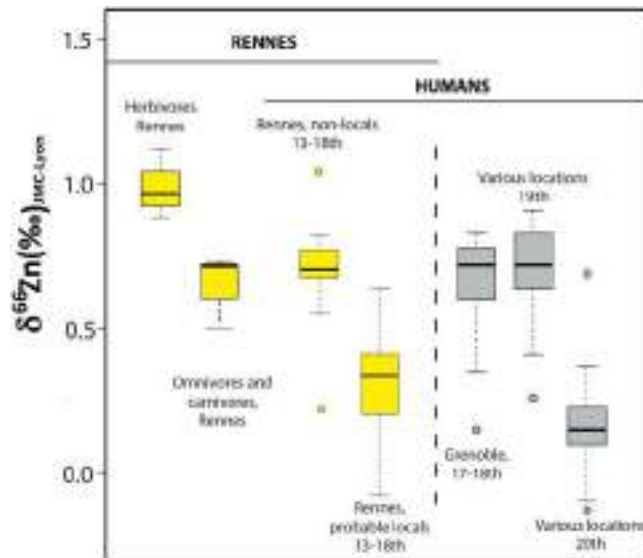 1.5
RENNES
HUMANS
Herbivores,
Rennes
Rennes, non-locals
13-18th
Various locations
19th
1.0
δ66Zn(‰)JMC-Lyon
0.5
Omnivores and
carnivores,
Rennes
Grenoble,
17-18th
0.0
Rennes,
probable locals
13-18th
Various locations
20th